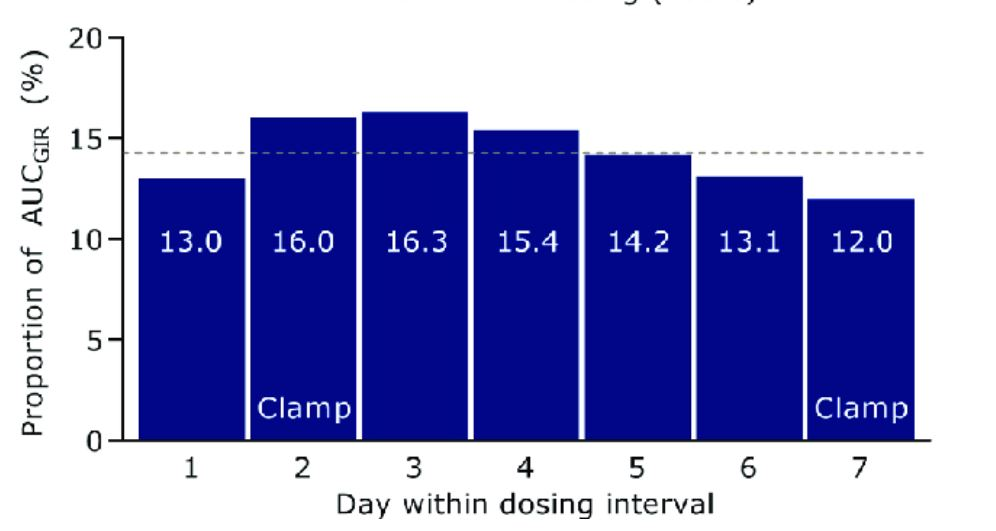 20
15
10
5
0
Proportion of AUCGIR (%)
13.0 16.0 16.3 15.4 14.2 13.1 12.0
Clamp Clamp
1 2 3 4 5 6 7
Day within dosing interval